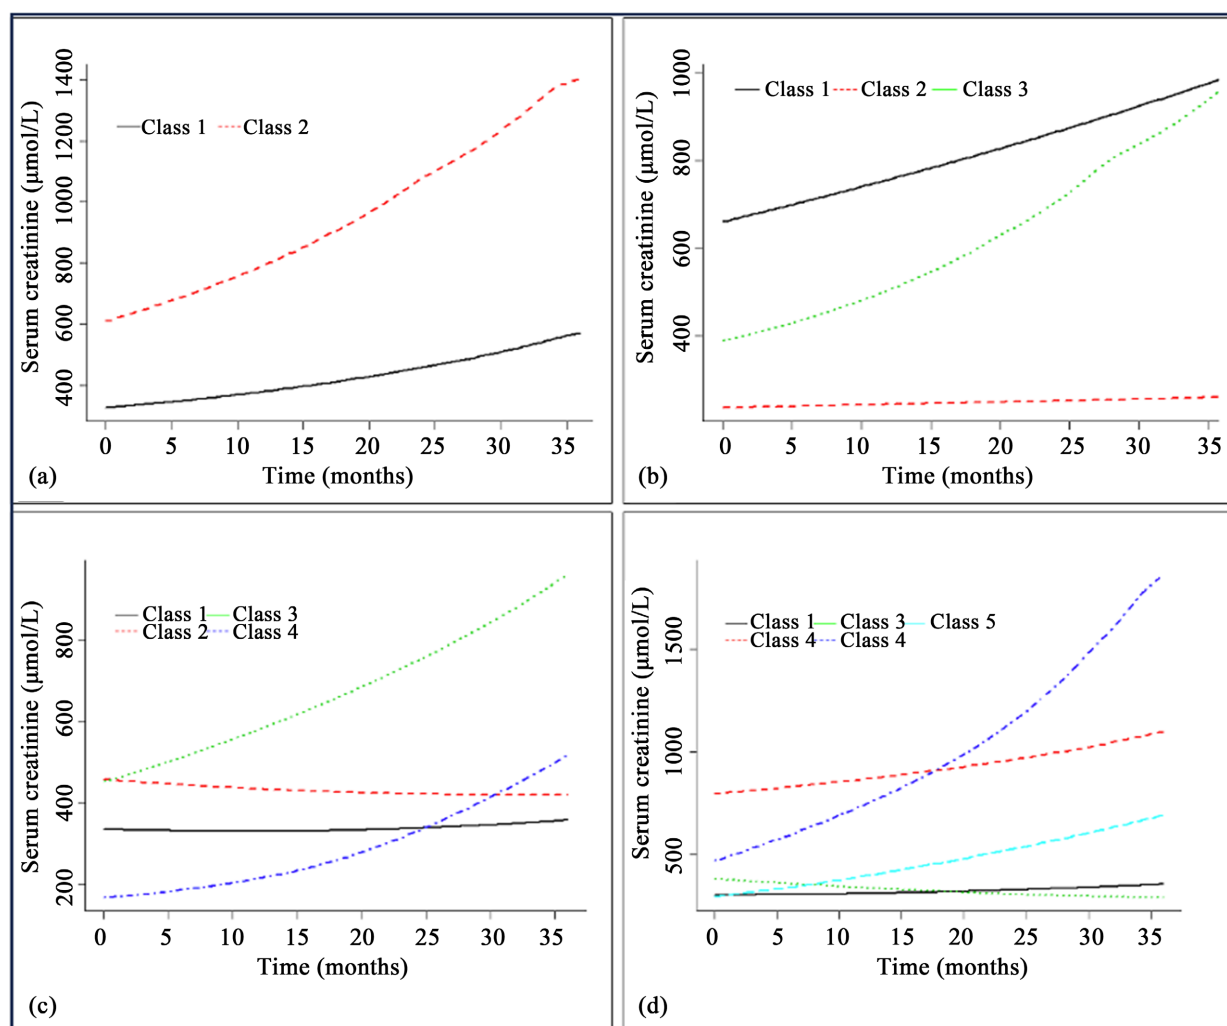 Serum creatinine (μmol/L)
1400
1200
1000
800
600
400
Class 1 Class 2
0 5 10 15 20 25 30 35
(a) Time (months)
Serum creatinine (μmol/L)
1000
800
600
400
Class 1 Class 2 Class 3
0 5 10 15 20 25 30 35
(b) Time (months)
Serum creatinine (μmol/L)
800
600
400
200
Class 1 Class 3
Class 2 Class 4
0 5 10 15 20 25 30 35
Time (months)
(c)
Serum creatinine (μmol/L)
1500
1000
500
Class 1 Class 3 Class 5
Class 4 Class 4
0 5 10 15 20 25 30 35
Time (months)
(d)